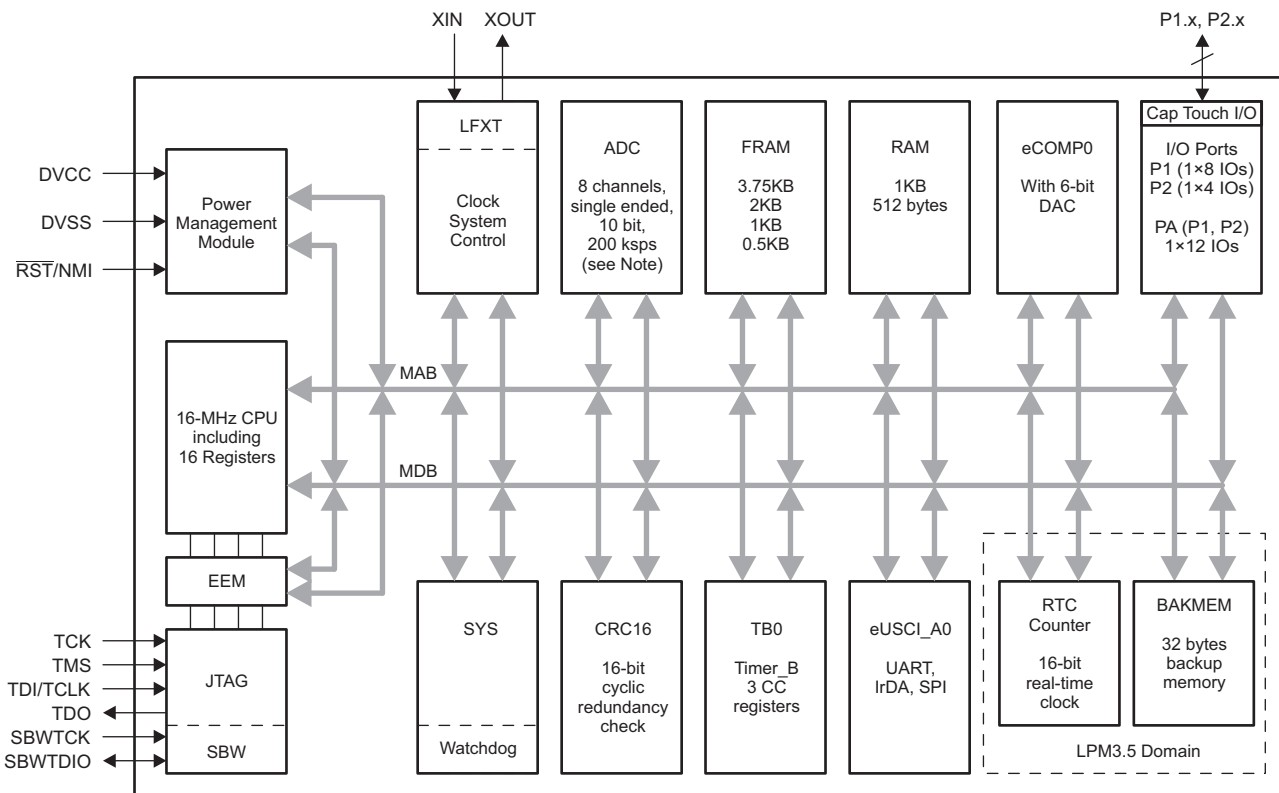 XIN
XOUT
P1.x, P2.x
DVCC
DVSS
RST/NMI
Power
Management
Module
LFXT
Clock
System
Control
ADC
8 channels,
single ended,
10 bit,
200 ksps
(see Note)
FRAM
3.75KB
2KB
1KB
0.5KB
RAM
1KB
512 bytes
eCOMP0
With 6-bit
DAC
Cap Touch I/O
I/O Ports
P1 (1×8 IOs)
P2 (1×4 IOs)
PA (P1, P2)
1×12 IOs
MAB
16-MHz CPU
including
16 Registers
MDB
EEM
TCK
TMS
TDI/TCLK
TDO
SBWTCK
SBWTDIO
JTAG
SBW
SYS
Watchdog
CRC16
16-bit
cyclic
redundancy
check
TB0
Timer_B
3 CC
registers
eUSCI_A0
UART,
IrDA, SPI
RTC
Counter
16-bit
real-time
clock
BAKMEM
32 bytes
backup
memory
LPM3.5 Domain